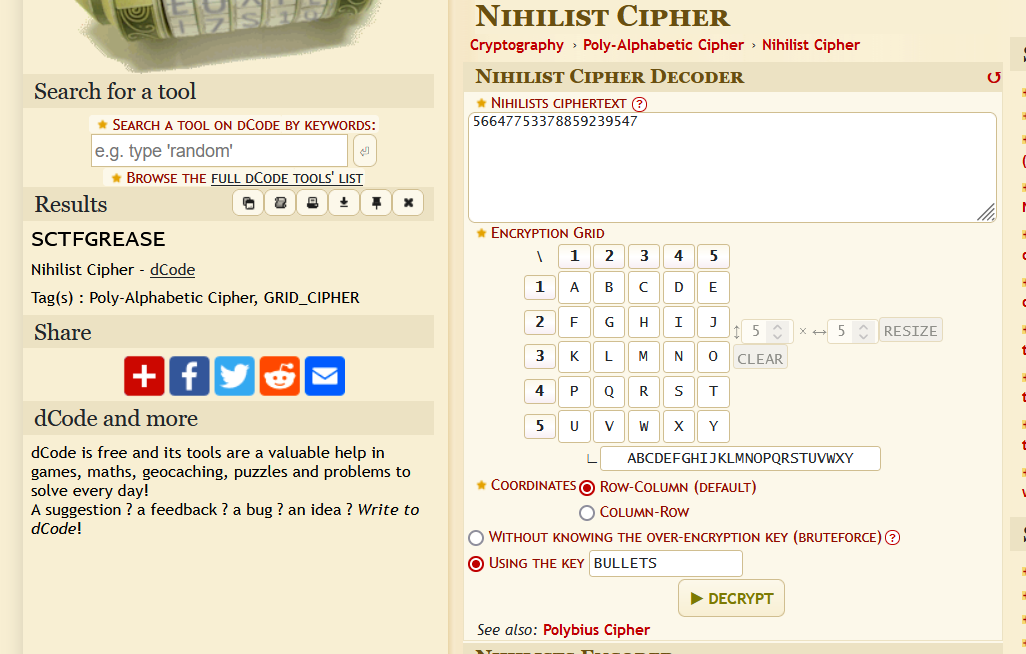 Search for a tool
Search a tool on dCode by keywords:
e.g. type 'random'
Browse the full dCode tools' list
Results
SCTFGREASE
Nihilist Cipher - dCode
Tag(s) : Poly-Alphabetic Cipher, GRID_CIPHER
Share
dCode and more
dCode is free and its tools are a valuable help in
games, maths, geocaching, puzzles and problems to
solve every day!
A suggestion ? a feedback ? a bug ? an idea ? Write to
dCode!
Nihilist Cipher
Cryptography › Poly-Alphabetic Cipher › Nihilist Cipher
Nihilist Cipher Decoder
Nihilists ciphertext ?
56647753378859239547
Encryption Grid
\ 1 2 3 4 5
1 A B C D E
2 F G H I J
3 K L M N O
4 P Q R S T
5 U V W X Y
5 × 5 RESIZE
CLEAR
ABCDEFGHIJKLMNOPQRSTUVWXY
Coordinates Row-Column (default)
Column-Row
Without knowing the over-encryption key (bruteforce) ?
Using the key BULLETS
DECRYPT
See also: Polybius Cipher